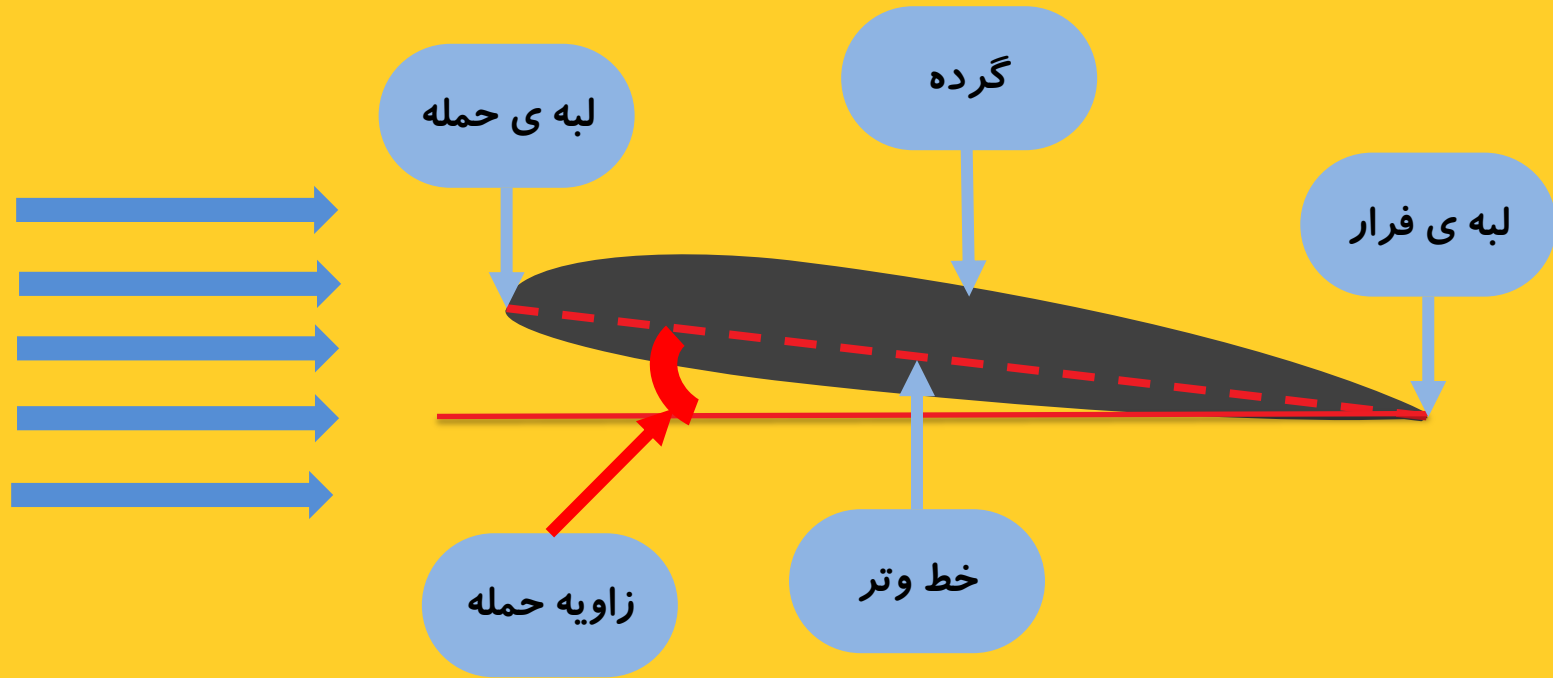 گرده
لبه ی حمله
لبه ی فرار
خط وتر
زاویه حمله